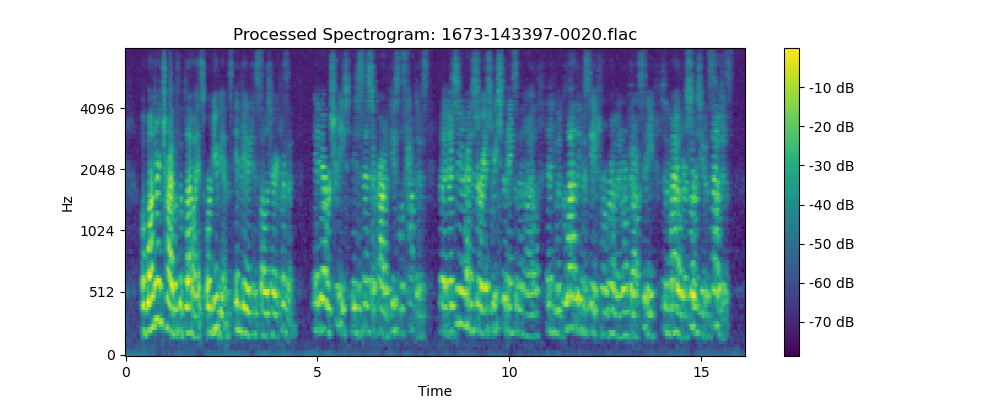 Processed Spectrogram: 1673-143397-0020.flac
4096
2048
1024
512
0
Hz
0
5
10
15
Time
-10 dB
-20 dB
-30 dB
-40 dB
-50 dB
-60 dB
-70 dB